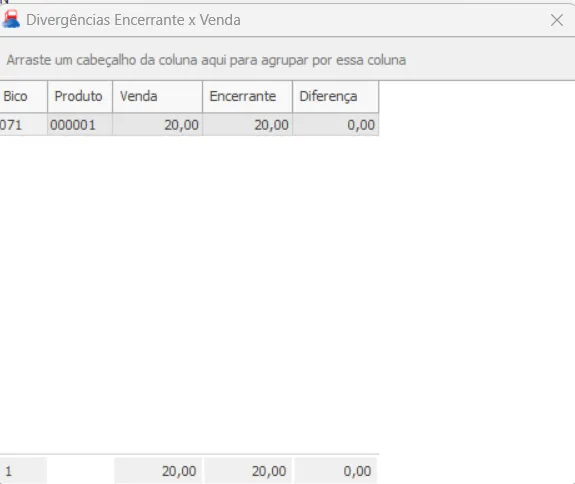 Divergências Encerrante x Venda
Arraste um cabeçalho da coluna aqui para agrupar por essa coluna
Bico Produto Venda Encerrante Diferença
071 000001 20,00 20,00 0,00
1 20,00 20,00 0,00